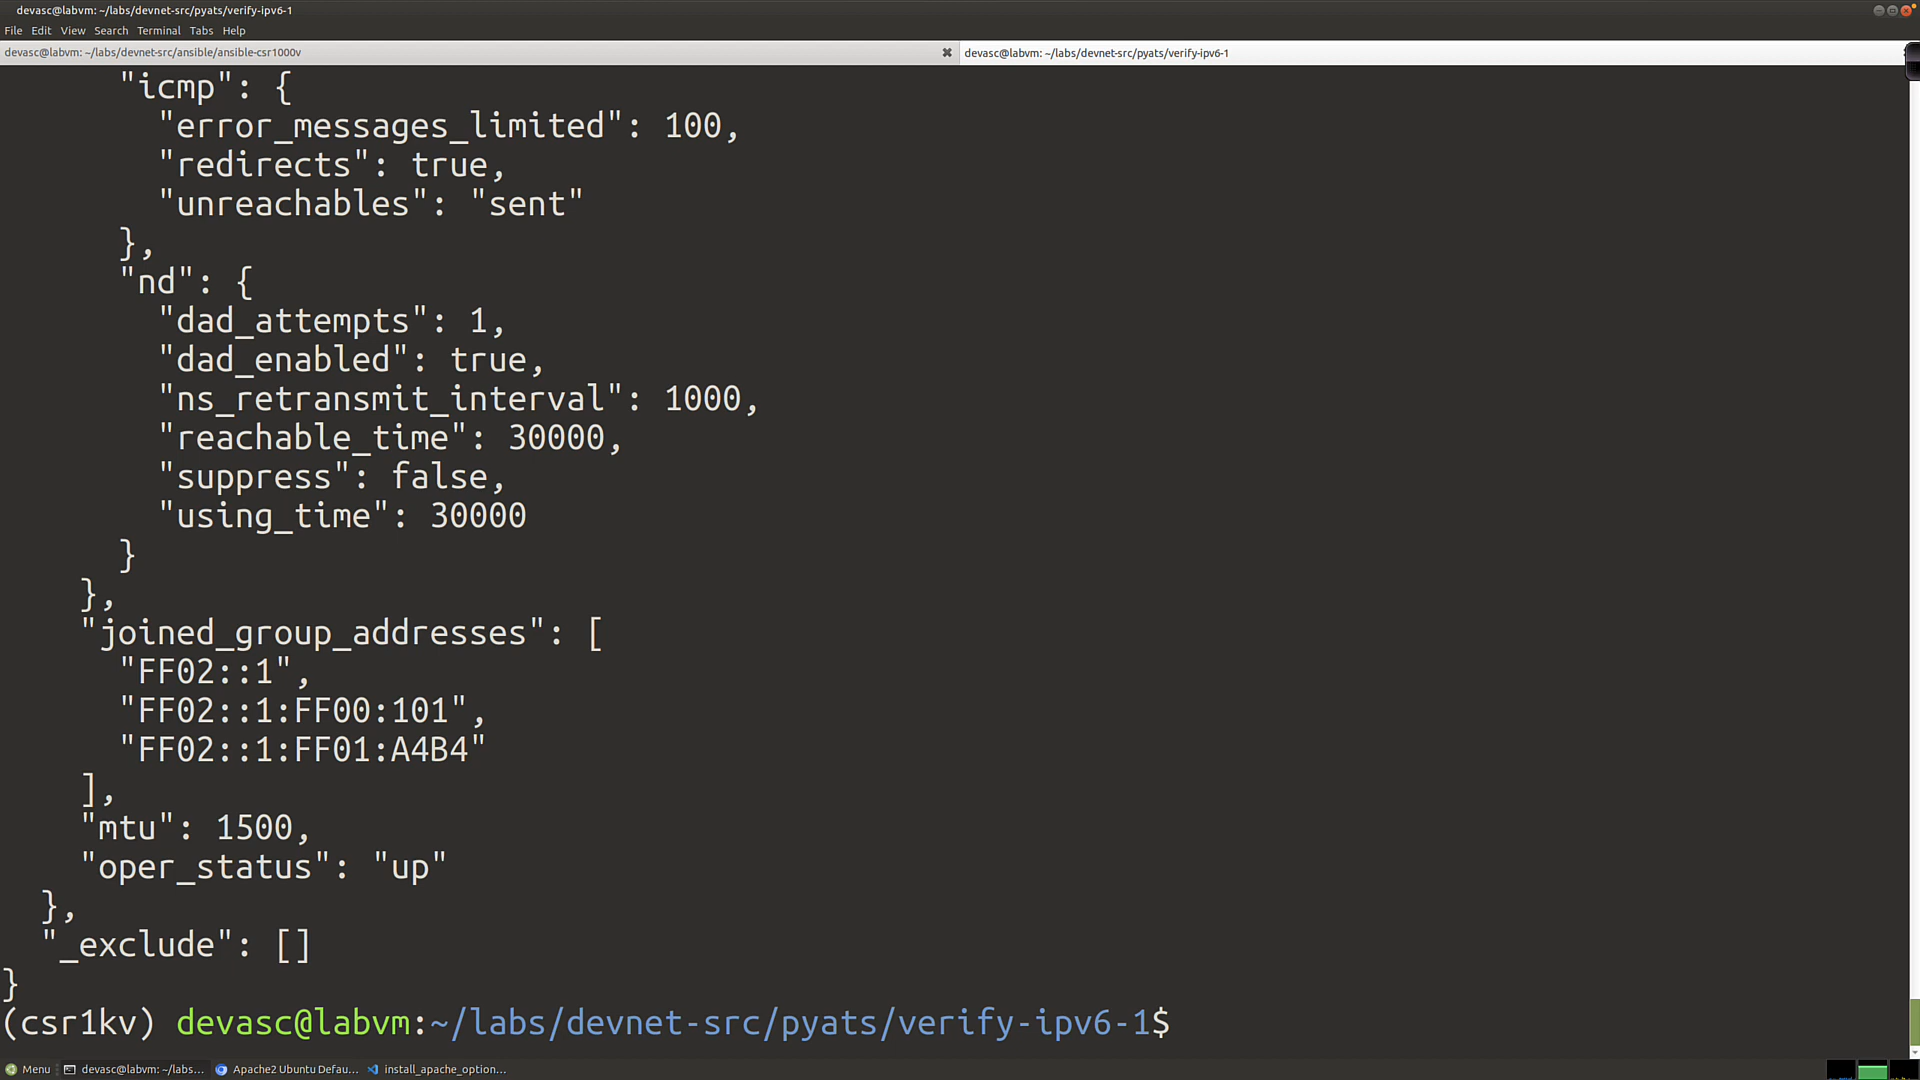 devasc@labvm: ~/labs/devnet-src/pyats/verify-ipv6-1
File Edit View Search Terminal Tabs Help
devasc@labvm: ~/labs/devnet-src/ansible/ansible-csr1000v
devasc@labvm: ~/labs/devnet-src/pyats/verify-ipv6-1
"icmp": {
"error_messages_limited": 100,
"redirects": true,
"unreachables": "sent"
},
"nd": {
"dad_attempts": 1,
"dad_enabled": true,
"ns_retransmit_interval": 1000,
"reachable_time": 30000,
"suppress": false,
"using_time": 30000
}
},
"joined_group_addresses": [
"FF02::1",
"FF02::1:FF00:101",
"FF02::1:FF01:A4B4"
],
"mtu": 1500,
"oper_status": "up"
},
"_exclude": []
}
(csr1kv) devasc@labvm:~/labs/devnet-src/pyats/verify-ipv6-1$
Menu devasc@labvm: ~/labs... Apache2 Ubuntu Defau... install_apache_option...